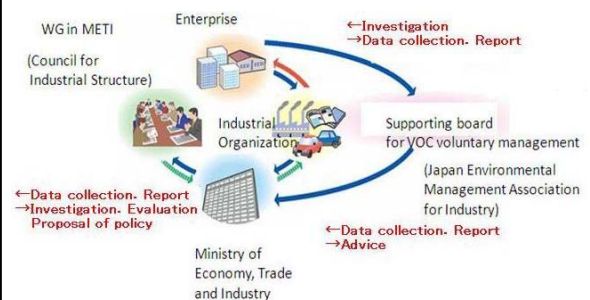 Enterprise
←Investigation
→Data collection. Report
WG in METI
(Council for
Industrial Structure)
Industrial
Organization
Supporting board
for VOC voluntary management
(Japan Environmental
Management Association
for Industry)
←Data collection. Report
→Investigation. Evaluation
Proposal of policy
←Data collection. Report
→Advice
Ministry of
Economy, Trade
and Industry